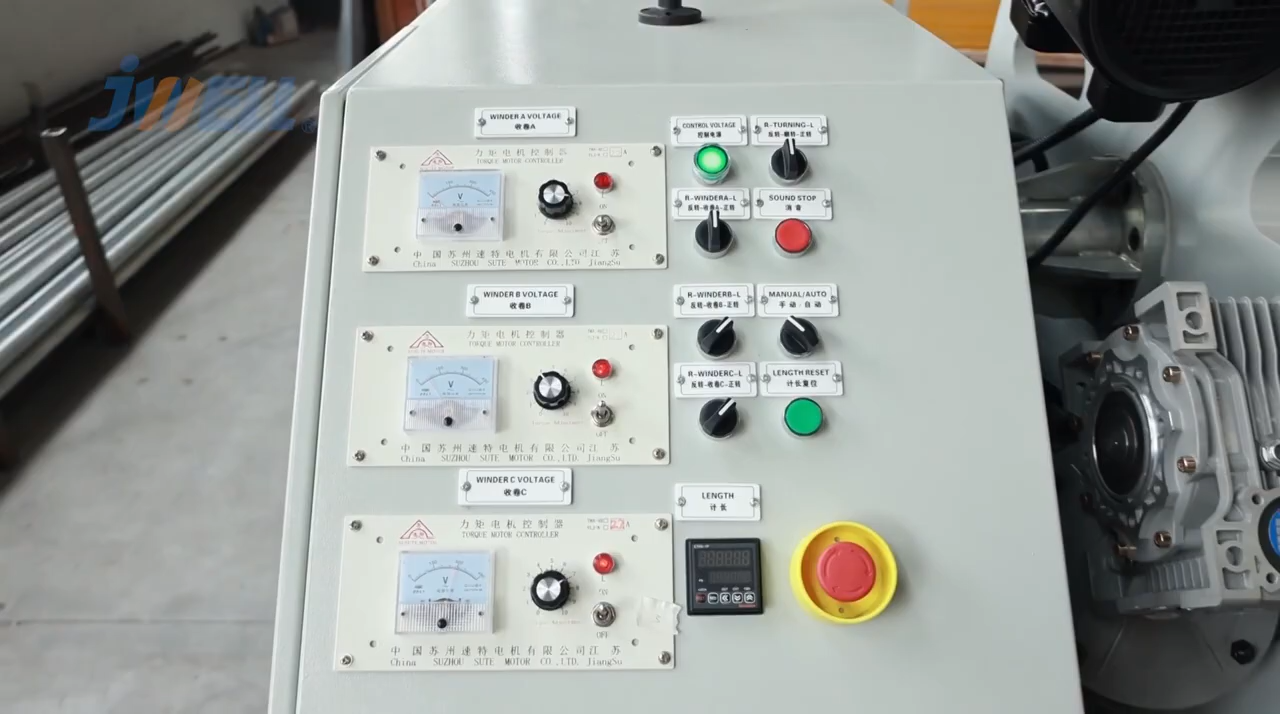 JWELL
WINDER A VOLTAGE
收卷A
力矩电机控制器
TORQUE MOTOR CONTROLLER
V
ON
中国苏州速特电机有限公司江苏
China SUZHOU SUTE MOTOR CO.,LTD. JiangSu
CONTROL VOLTAGE
控制电源
R-TURNING-L
反转-翻转-正转
R-WINDERA-L
反转-收卷A-正转
SOUND STOP
消音
WINDER B VOLTAGE
收卷B
力矩电机控制器
TORQUE MOTOR CONTROLLER
V
ON
OFF
中国苏州速特电机有限公司江苏
China SUZHOU SUTE MOTOR CO.,LTD. JiangSu
R-WINDERB-L
反转-收卷B-正转
MANUAL/AUTO
手动/自动
R-WINDERC-L
反转-收卷C-正转
LENGTH RESET
计长复位
WINDER C VOLTAGE
收卷C
力矩电机控制器
TORQUE MOTOR CONTROLLER
V
OFF
中国苏州速特电机有限公司江苏
China SUZHOU SUTE MOTOR CO.,LTD. JiangSu
LENGTH
计长